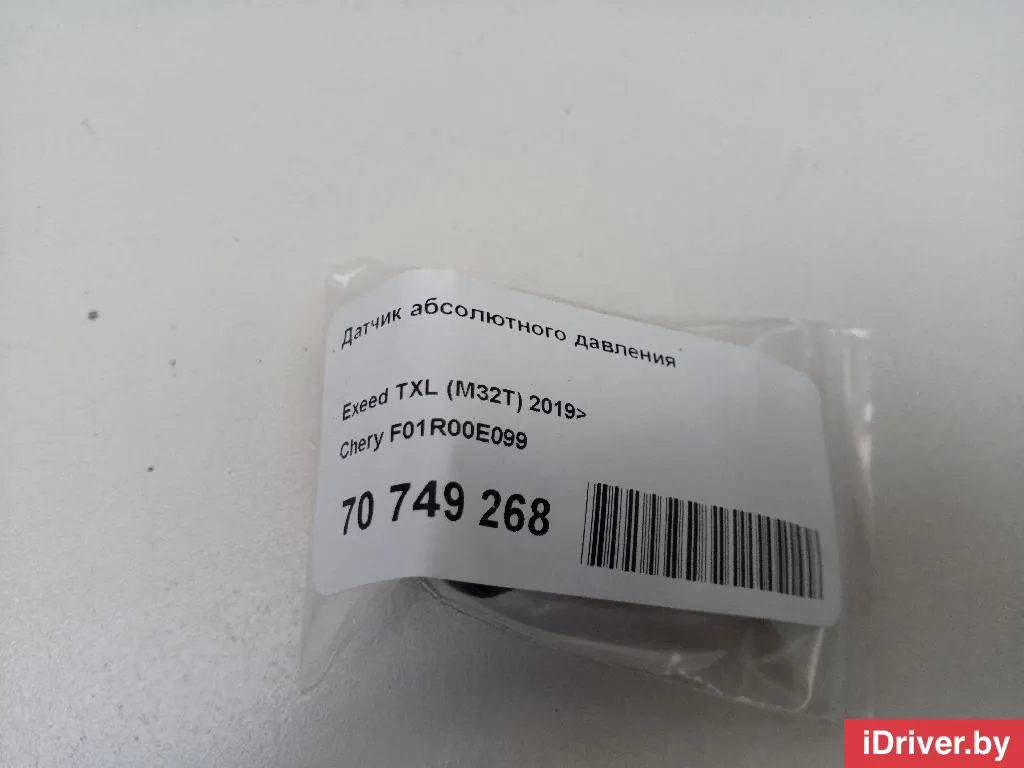 Датчик абсолютного давления
Exeed TXL (M32T) 2019>
Chery F01R00E099
70 749 268
iDriver.by